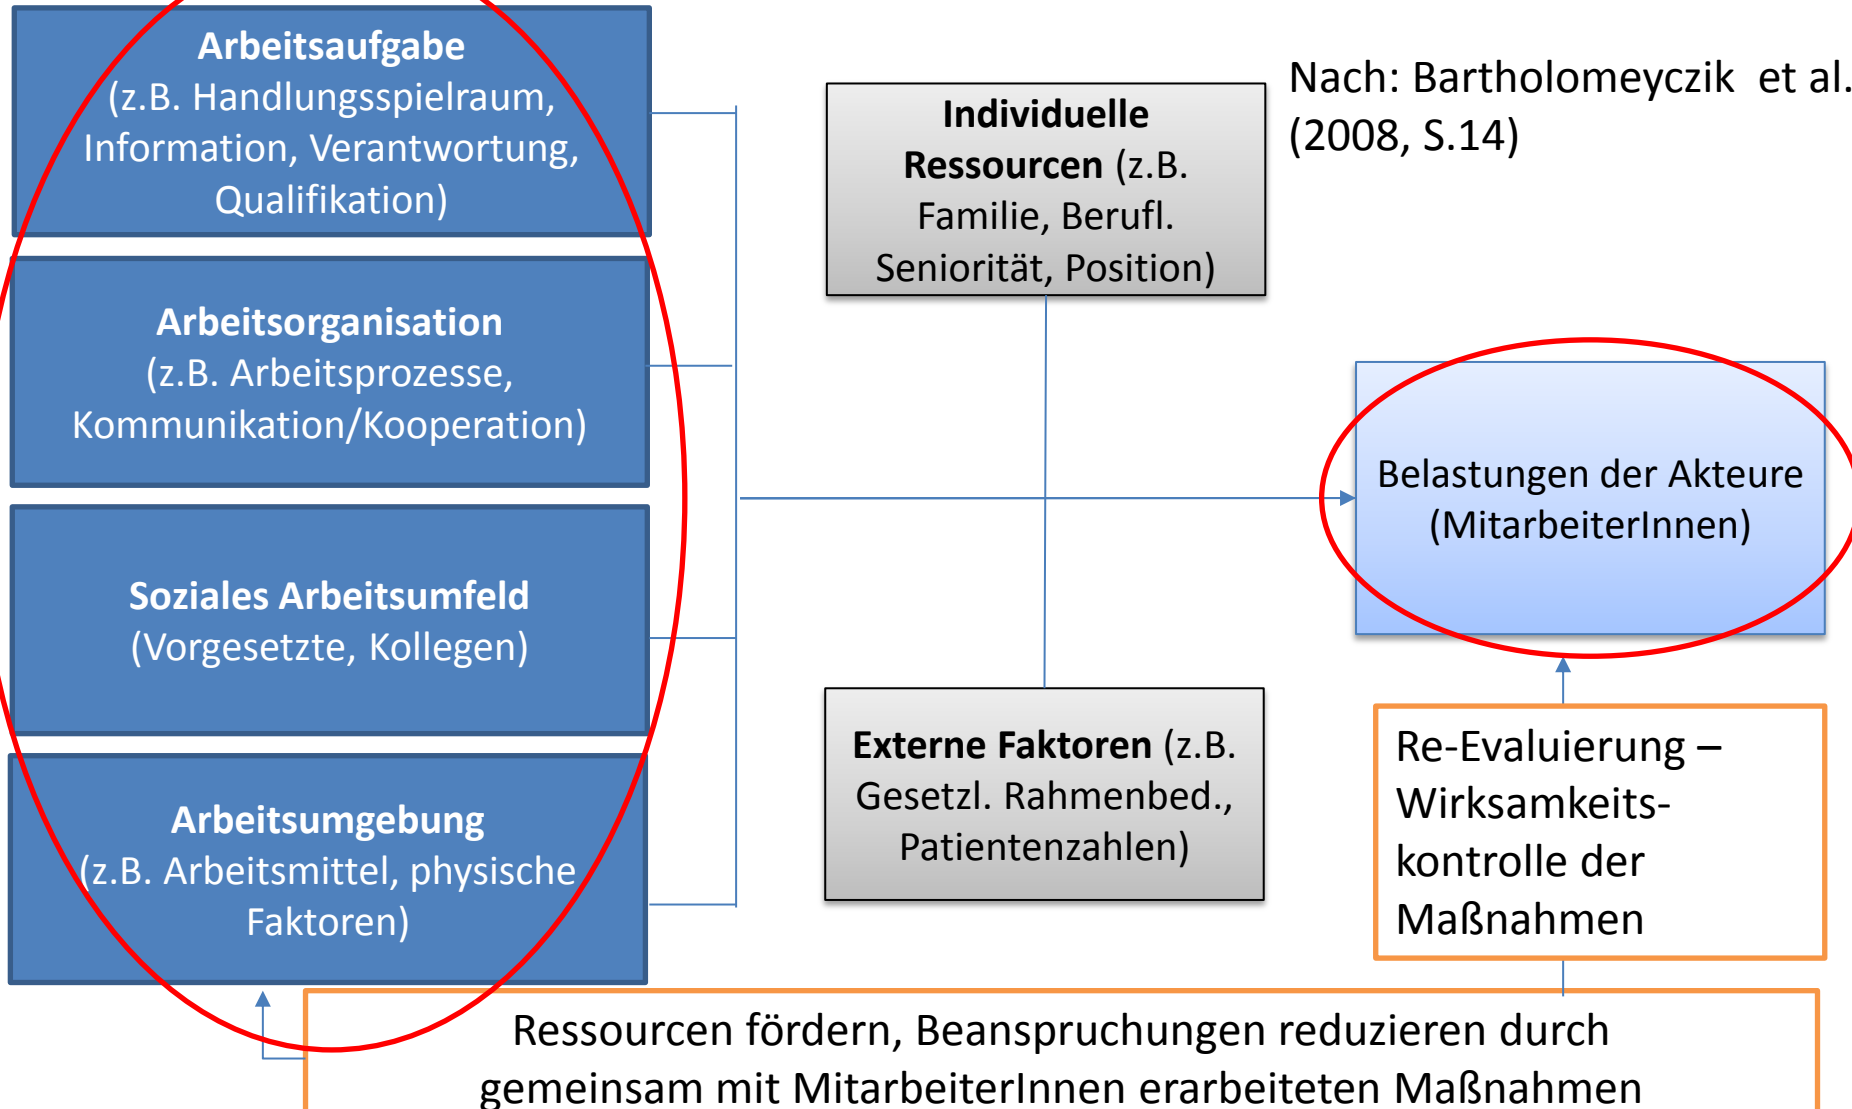 Arbeitsaufgabe
(z.B. Handlungsspielraum,
Information, Verantwortung,
Qualifikation)
Arbeitsorganisation
(z.B. Arbeitsprozesse,
Kommunikation/Kooperation)
Soziales Arbeitsumfeld
(Vorgesetzte, Kollegen)
Arbeitsumgebung
(z.B. Arbeitsmittel, physische
Faktoren)
Individuelle
Ressourcen (z.B.
Familie, Berufl.
Seniorität, Position)
Nach: Bartholomeyczik et al.
(2008, S.14)
Externe Faktoren (z.B.
Gesetzl. Rahmenbed.,
Patientenzahlen)
Belastungen der Akteure
(MitarbeiterInnen)
Re-Evaluierung –
Wirksamkeits-
kontrolle der
Maßnahmen
Ressourcen fördern, Beanspruchungen reduzieren durch
gemeinsam mit MitarbeiterInnen erarbeiteten Maßnahmen